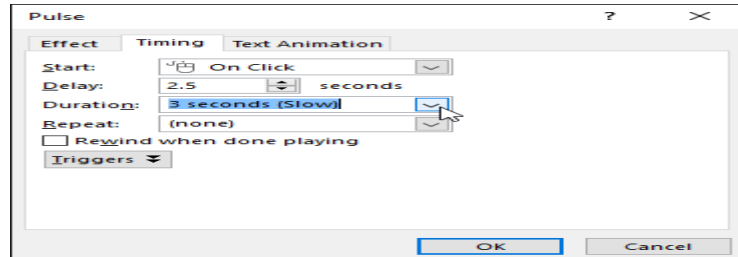 Pulse ?
Effect Timing Text Animation
Start: On Click
Delay: 2.5 seconds
Duration: 3 seconds (Slow)
Repeat: (none)
Rewind when done playing
Triggers
OK Cancel